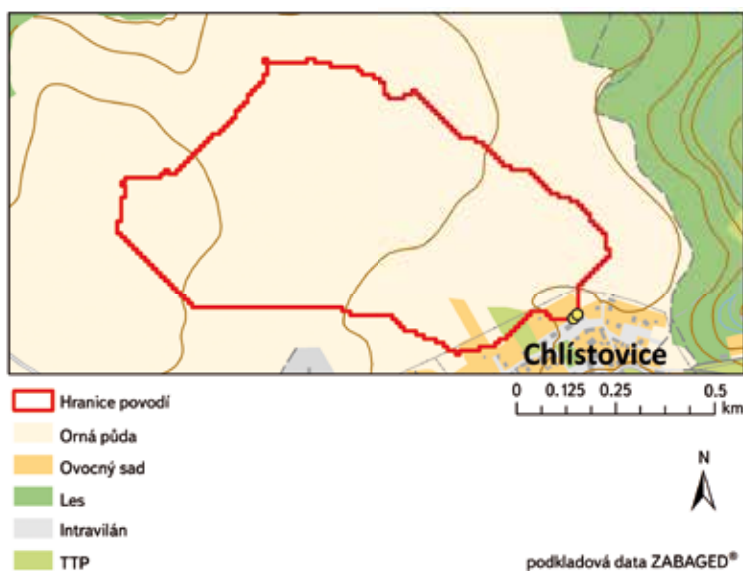 Chlístovice
0 0.125 0.25 0.5
km
Hranice povodí
Orná půda
Ovocný sad
Les
Intravilán
TTP
N
podkladová data ZABAGED®